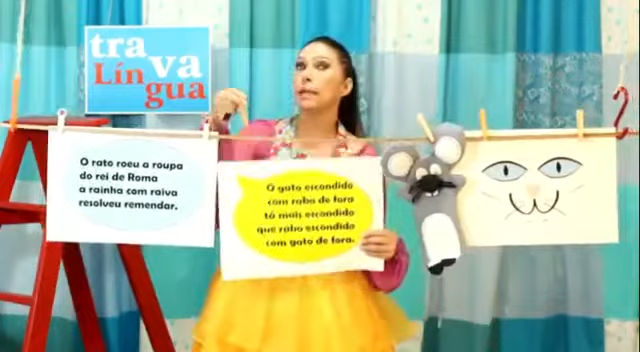 tra
va
Lín
gua
O rato roeu a roupa
do rei de Roma
a rainha com raiva
resolveu remendar.
O gato escondido
com rabo de fora
tá mais escondido
que rabo escondido
com gato de fora.